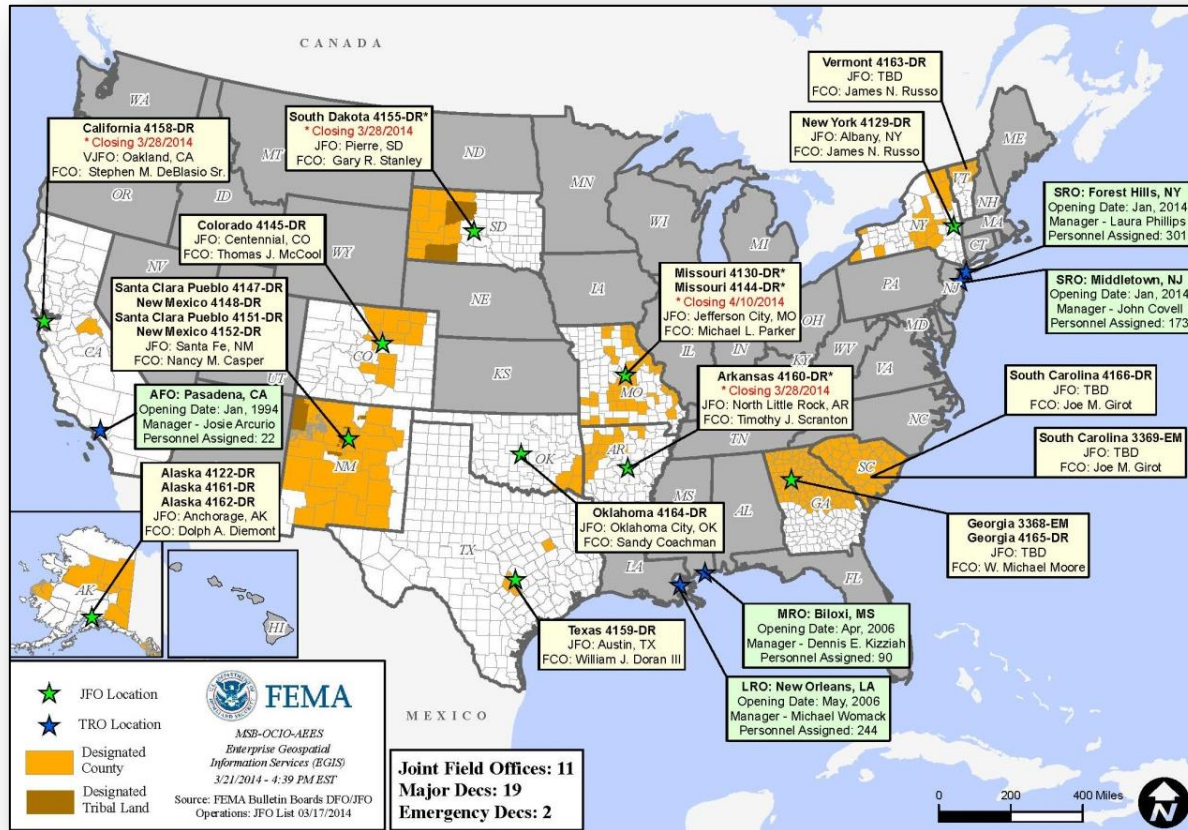 CANADA
Vermont 4163-DR
JFO: TBD
FCO: James N. Russo
New York 4129-DR
JFO: Albany, NY
FCO: James N. Russo
South Dakota 4155-DR*
* Closing 3/28/2014
JFO: Pierre, SD
FCO: Gary R. Stanley
California 4158-DR
* Closing 3/28/2014
VJFO: Oakland, CA
FCO: Stephen M. DeBlasio Sr.
SRO: Forest Hills, NY
Opening Date: Jan, 2014
Manager - Laura Phillips
Personnel Assigned: 301
SRO: Middletown, NJ
Opening Date: Jan, 2014
Manager - John Covell
Personnel Assigned: 173
Colorado 4145-DR
JFO: Centennial, CO
FCO: Thomas J. McCool
Santa Clara Pueblo 4147-DR
New Mexico 4148-DR
Santa Clara Pueblo 4151-DR
New Mexico 4152-DR
JFO: Santa Fe, NM
FCO: Nancy M. Casper
Missouri 4130-DR*
Missouri 4144-DR*
* Closing 4/10/2014
JFO: Jefferson City, MO
FCO: Michael L. Parker
Arkansas 4160-DR*
* Closing 3/28/2014
JFO: North Little Rock, AR
FCO: Timothy J. Scranton
South Carolina 4166-DR
JFO: TBD
FCO: Joe M. Girot
South Carolina 3369-EM
JFO: TBD
FCO: Joe M. Girot
AFO: Pasadena, CA
Opening Date: Jan, 1994
Manager - Josie Arcurio
Personnel Assigned: 22
Alaska 4122-DR
Alaska 4161-DR
Alaska 4162-DR
JFO: Anchorage, AK
FCO: Dolph A. Diemont
Oklahoma 4164-DR
JFO: Oklahoma City, OK
FCO: Sandy Coachman
Georgia 3368-EM
Georgia 4165-DR
JFO: TBD
FCO: W. Michael Moore
Texas 4159-DR
JFO: Austin, TX
FCO: William J. Doran III
MRO: Biloxi, MS
Opening Date: Apr, 2006
Manager - Dennis E. Kizziah
Personnel Assigned: 90
LRO: New Orleans, LA
Opening Date: May, 2006
Manager - Michael Womack
Personnel Assigned: 244
WA
MT
ND
MN
ME
VT
NH
OR
ID
SD
WI
MI
NY
MA
CT
WY
IA
PA
NJ
NV
NE
OH
MD
CA
UT
CO
KS
MO
IL
IN
WV
VA
KY
NC
NM
OK
AR
TN
SC
MS
AL
GA
TX
LA
FL
AK
HI
MEXICO
JFO Location
TRO Location
Designated
County
Designated
Tribal Land
FEMA
MSB-OCIO-AEES
Enterprise Geospatial
Information Services (EGIS)
3/21/2014 - 4:39 PM EST
Source: FEMA Bulletin Boards DFO/JFO
Operations: JFO List 03/17/2014
Joint Field Offices: 11
Major Decs: 19
Emergency Decs: 2
0 200 400 Miles
N